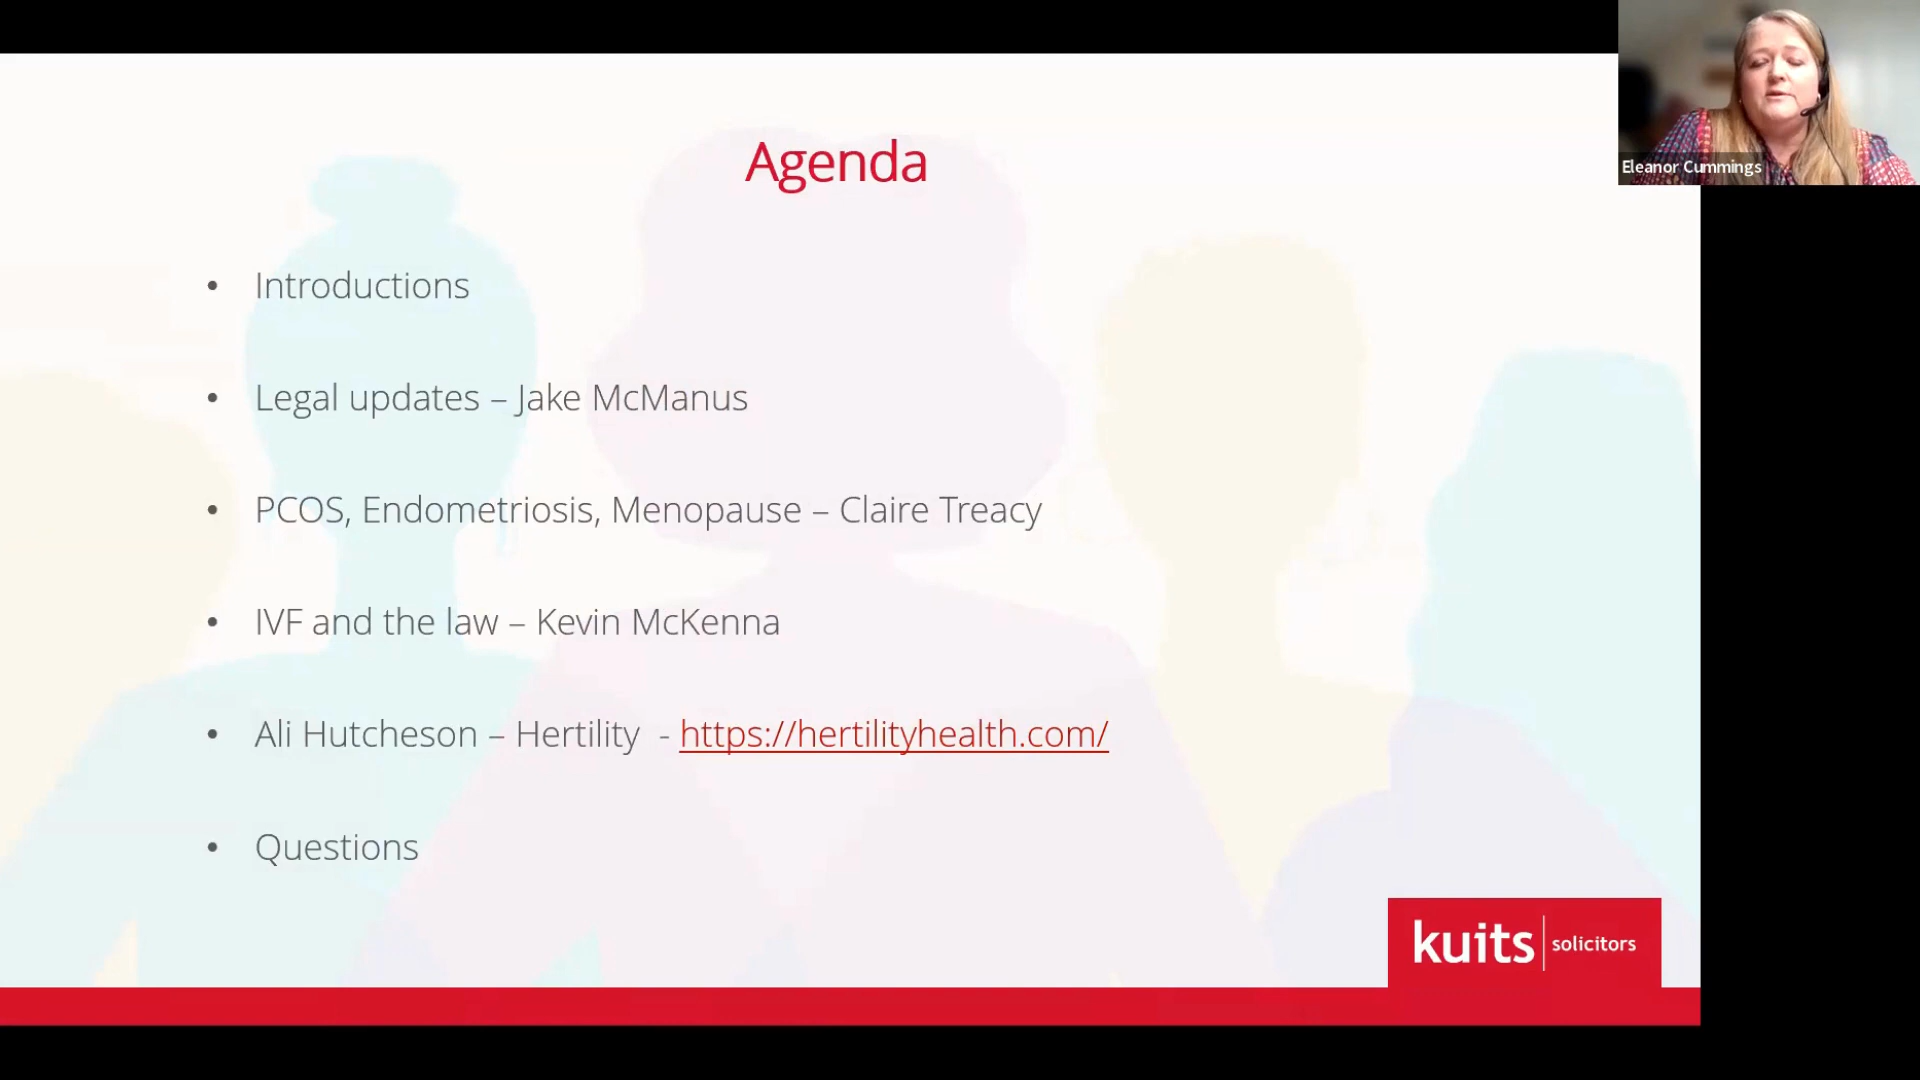 Eleanor Cummings
Agenda
• Introductions
• Legal updates – Jake McManus
• PCOS, Endometriosis, Menopause – Claire Treacy
• IVF and the law – Kevin McKenna
• Ali Hutcheson – Hertility - https://hertilityhealth.com/
• Questions
kuits solicitors